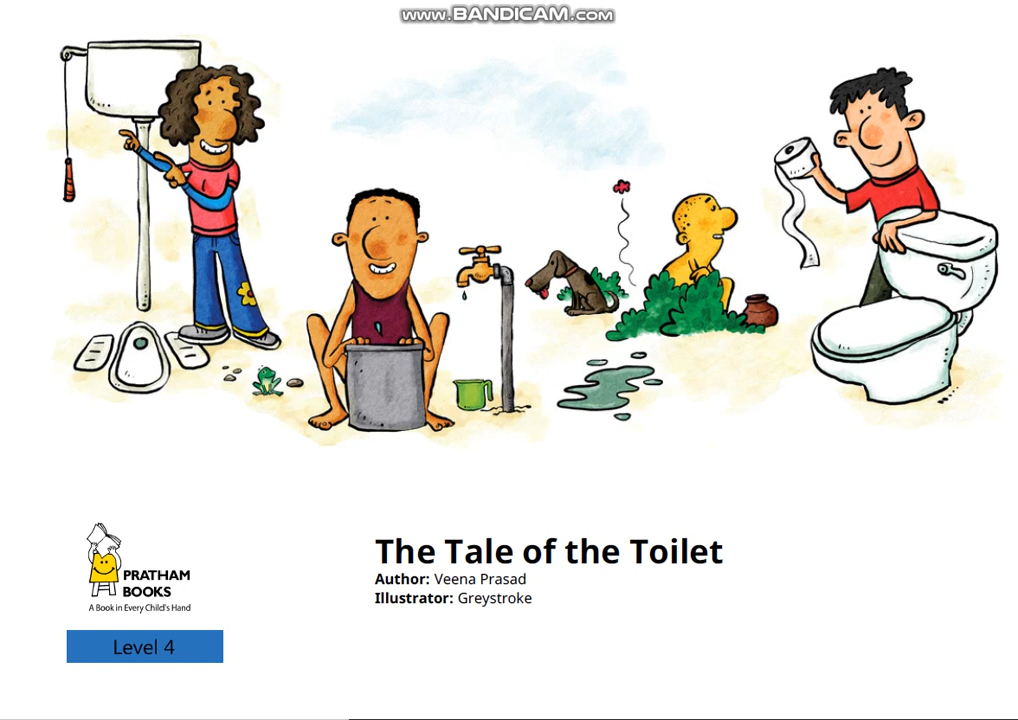 www.BANDICAM.com
The Tale of the Toilet
Author: Veena Prasad
Illustrator: Greystroke
PRATHAM
BOOKS
A Book in Every Child's Hand
Level 4